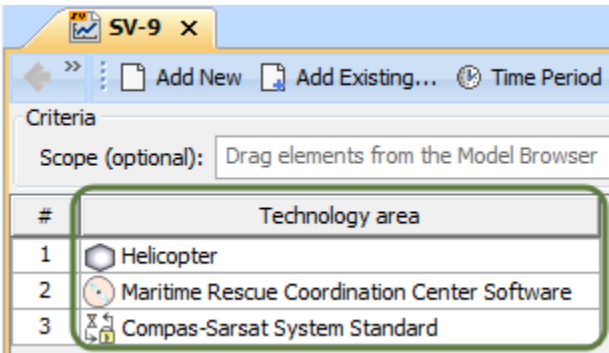 SV-9
Add New Add Existing... Time Period
Criteria
Scope (optional): Drag elements from the Model Browser
# Technology area
1 Helicopter
2 Maritime Rescue Coordination Center Software
3 Compas-Sarsat System Standard